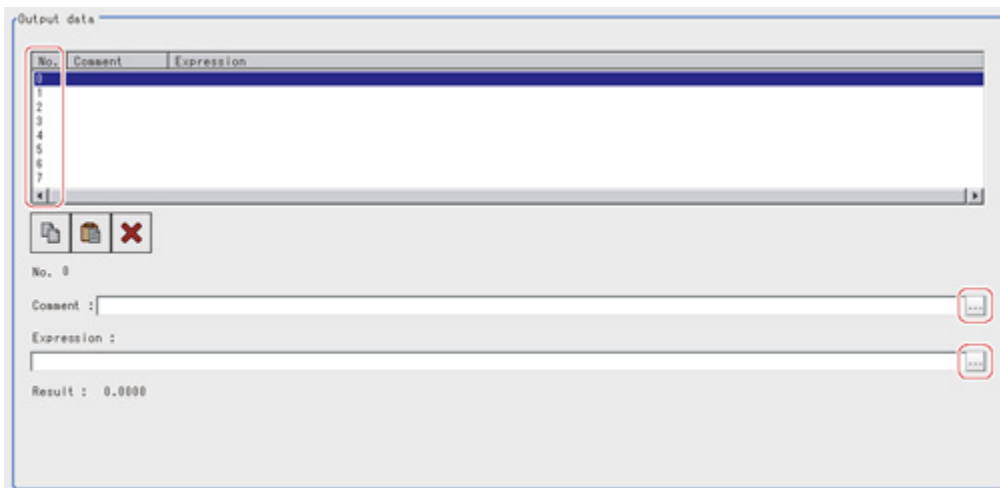 Output data
No. Comment Expression
0
1
2
3
4
5
6
7
No. 0
Comment :
...
Expression :
...
Result : 0.0000